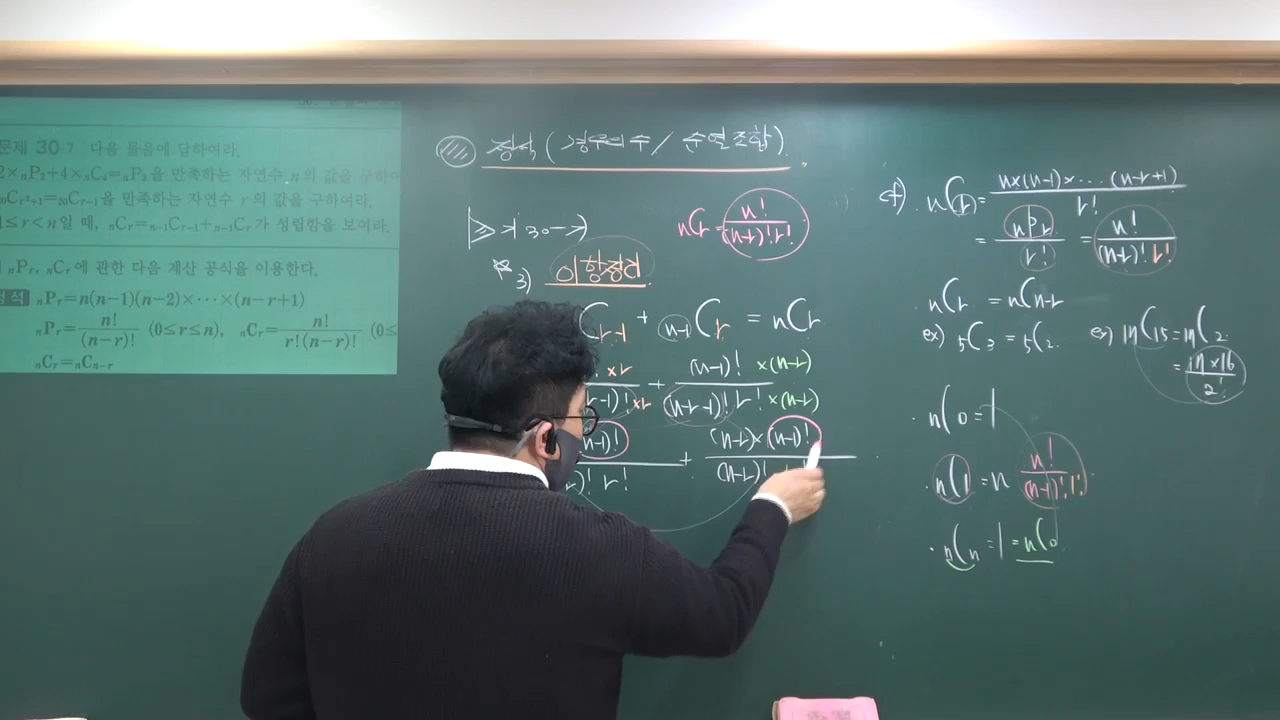 문제 30-7 다음 물음에 답하여라.
2×nP2+4×nC4=nP3을 만족하는 자연수 n의 값을 구하여
20Cr²+1=20Cr-1을 만족하는 자연수 r의 값을 구하여라.
1≤r<n일 때, nCr=n-1Cr-1+n-1Cr가 성립함을 보여라.
nPr, nCr에 관한 다음 계산 공식을 이용한다.
nPr=n(n-1)(n-2)×···×(n-r+1)
nPr=n!/(n-r)! (0≤r≤n), nCr=n!/r!(n-r)! (0≤
nCr=nCn-r
정석 (경우의수/순열조합)
30-7
nCr=n!/(n-r)!r!
3) 이항정리
Cr-1 + n-1Cr = nCr
! ×r + (n-1)! ×(n-r)
r-1)! ×r (n-r-1)! r! ×(n-r)
(n-1)! + (n-r)×(n-1)!
)! r! (n-r)!
cf) nCr= n×(n-1)×...(n-r+1)/r!
= nPr/r! = n!/(n-r)!r!
· nCr = nCn-r
ex) 5C3 = 5C2 ex) 17C15=17C2
= 17×16/2!
· nC0 = 1
· nC1 = n n!/(n-1)!1!
· nCn = 1 = nC0